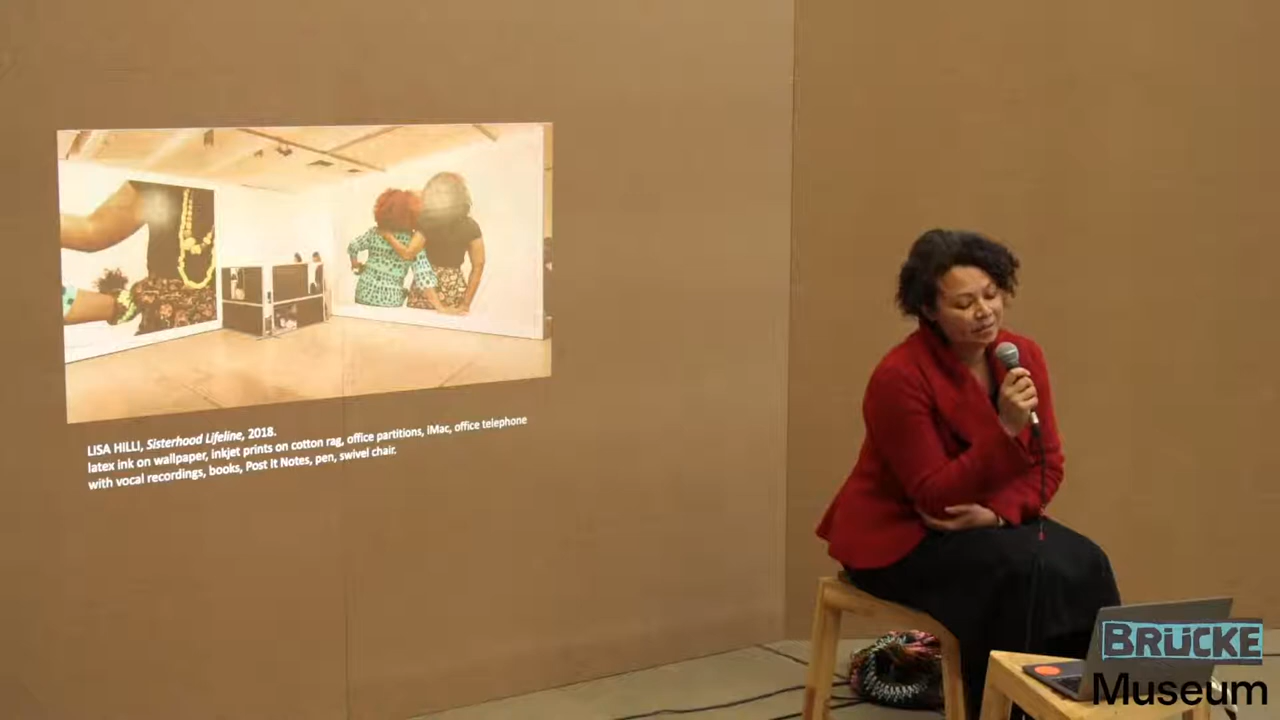 LISA HILLI, Sisterhood Lifeline, 2018.
latex ink on wallpaper, inkjet prints on cotton rag, office partitions, iMac, office telephone
with vocal recordings, books, Post It Notes, pen, swivel chair.
BRÜCKE
Museum